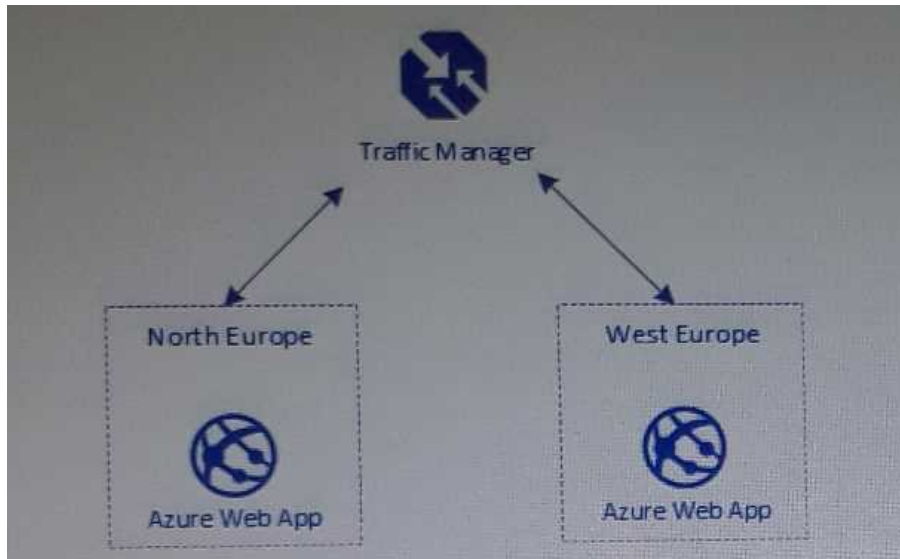 Traffic Manager
North Europe
West Europe
Azure Web App
Azure Web App